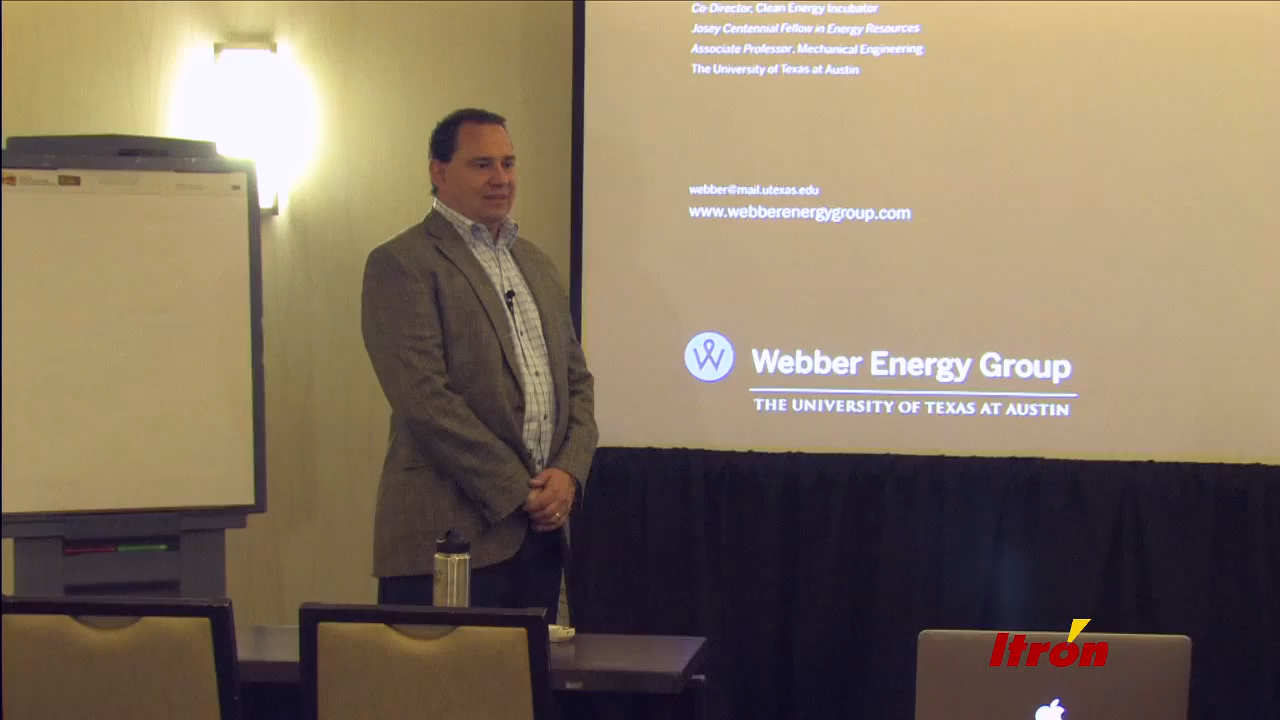 Co-Director, Clean Energy Incubator
Josey Centennial Fellow in Energy Resources
Associate Professor, Mechanical Engineering
The University of Texas at Austin
webber@mail.utexas.edu
www.webberenergygroup.com
W
Webber Energy Group
THE UNIVERSITY OF TEXAS AT AUSTIN
Itron